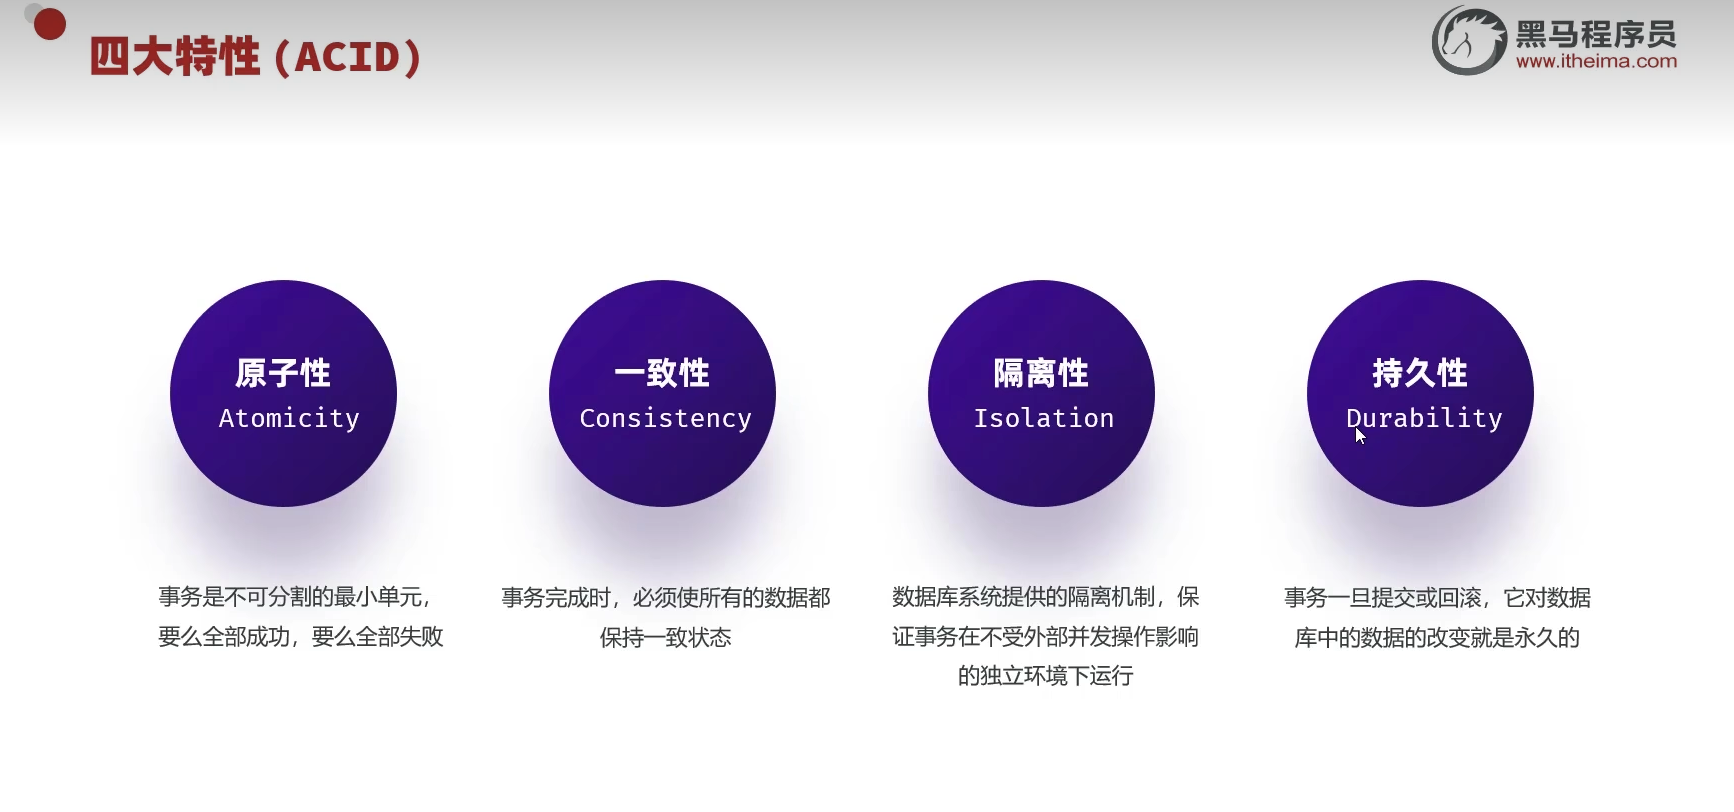 四大特性(ACID)
黑马程序员
www.itheima.com
原子性
Atomicity
一致性
Consistency
隔离性
Isolation
持久性
Durability
事务是不可分割的最小单元，
要么全部成功，要么全部失败
事务完成时，必须使所有的数据都
保持一致状态
数据库系统提供的隔离机制，保
证事务在不受外部并发操作影响
的独立环境下运行
事务一旦提交或回滚，它对数据
库中的数据的改变就是永久的